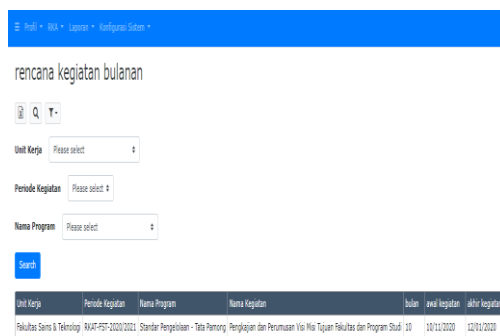 Profil RKA Laporan Konfigurasi Sistem
rencana kegiatan bulanan
Unit Kerja Please select
Periode Kegiatan Please select
Nama Program Please select
Search
Unit Kerja Periode Kegiatan Nama Program Nama Kegiatan bulan awal kegiatan akhir kegiatan
Fakultas Sains & Teknologi RKAT-FST-2020/2021 Standar Pengelolaan - Tata Pamong Pengkajian dan Perumusan Visi Misi Tujuan Fakultas dan Program Studi 10 10/11/2020 12/01/2020